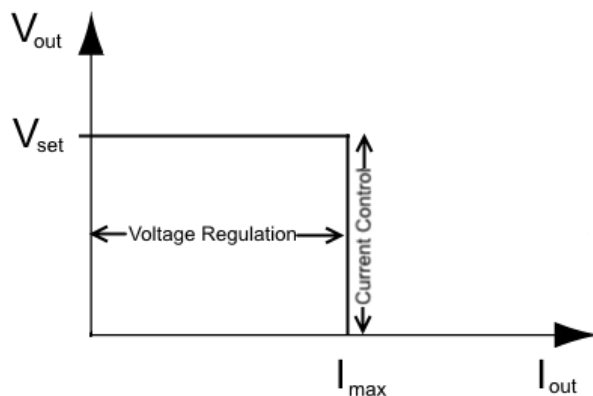 Vout
Vset
Voltage Regulation
Current Control
Imax
Iout